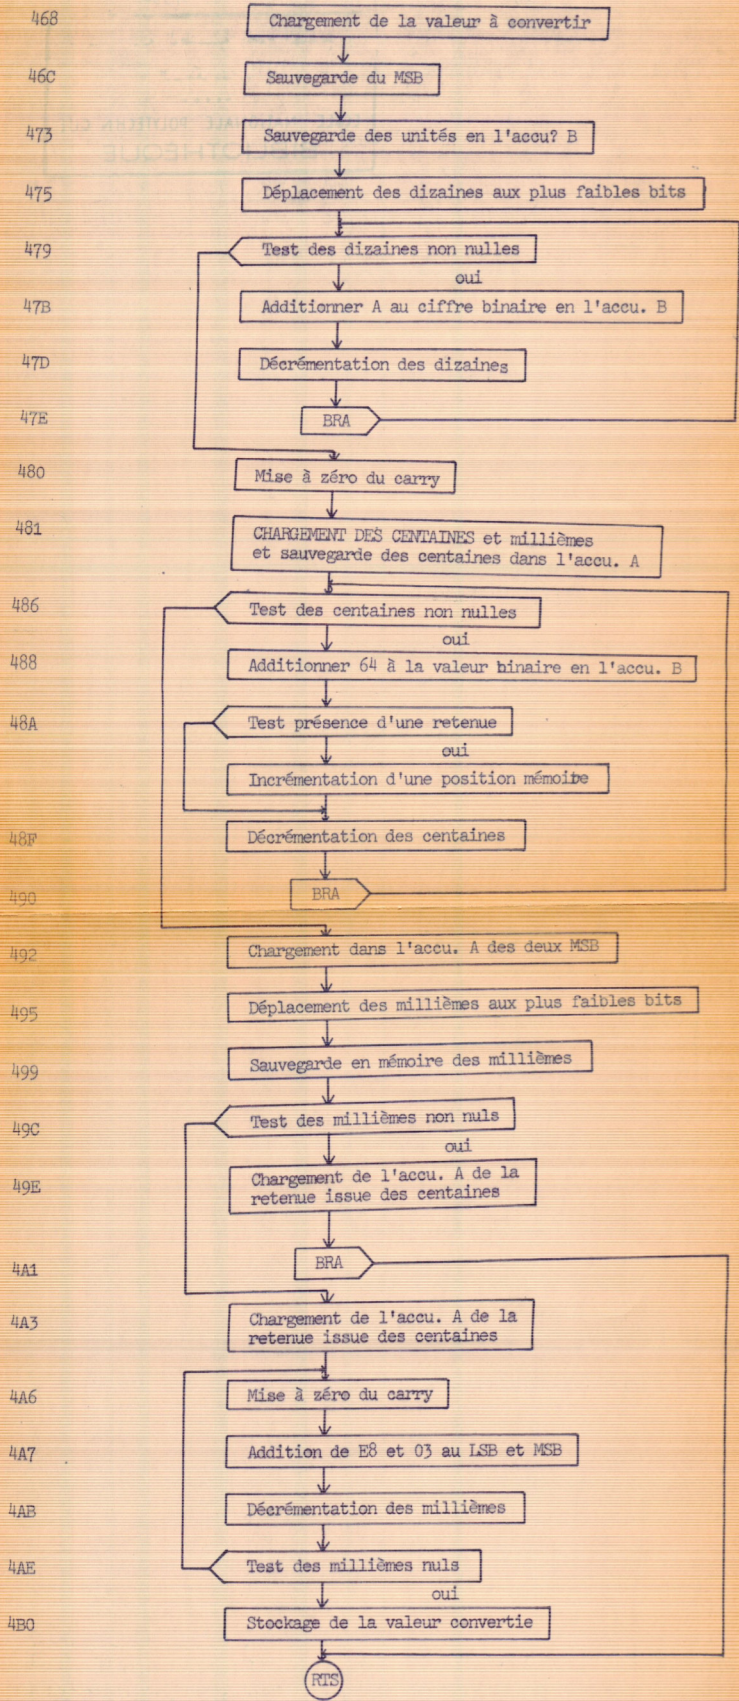 468 Chargement de la valeur à convertir
46C Sauvegarde du MSB
473 Sauvegarde des unités en l'accu? B
475 Déplacement des dizaines aux plus faibles bits
479 Test des dizaines non nulles
oui
47B Additionner A au ciffre binaire en l'accu. B
47D Décrémentation des dizaines
47E BRA
480 Mise à zéro du carry
481 CHARGEMENT DES CENTAINES et millièmes
et sauvegarde des centaines dans l'accu. A
486 Test des centaines non nulles
oui
488 Additionner 64 à la valeur binaire en l'accu. B
48A Test présence d'une retenue
oui
Incrémentation d'une position mémoire
48F Décrémentation des centaines
490 BRA
492 Chargement dans l'accu. A des deux MSB
495 Déplacement des millièmes aux plus faibles bits
499 Sauvegarde en mémoire des millièmes
49C Test des millièmes non nuls
oui
49E Chargement de l'accu. A de la
retenue issue des centaines
4A1 BRA
4A3 Chargement de l'accu. A de la
retenue issue des centaines
4A6 Mise à zéro du carry
4A7 Addition de E8 et 03 au LSB et MSB
4AB Décrémentation des millièmes
4AE Test des millièmes nuls
oui
4B0 Stockage de la valeur convertie
RTS